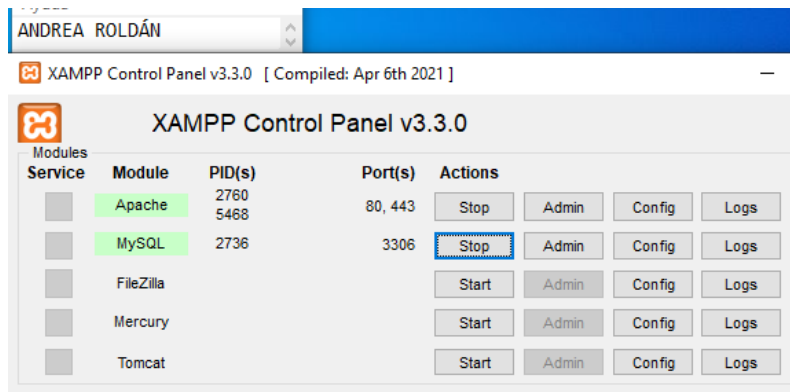 ANDREA ROLDÁN
XAMPP Control Panel v3.3.0 [ Compiled: Apr 6th 2021 ]
XAMPP Control Panel v3.3.0
Modules
Service Module PID(s) Port(s) Actions
Apache 2760 5468 80, 443 Stop Admin Config Logs
MySQL 2736 3306 Stop Admin Config Logs
FileZilla Start Admin Config Logs
Mercury Start Admin Config Logs
Tomcat Start Admin Config Logs